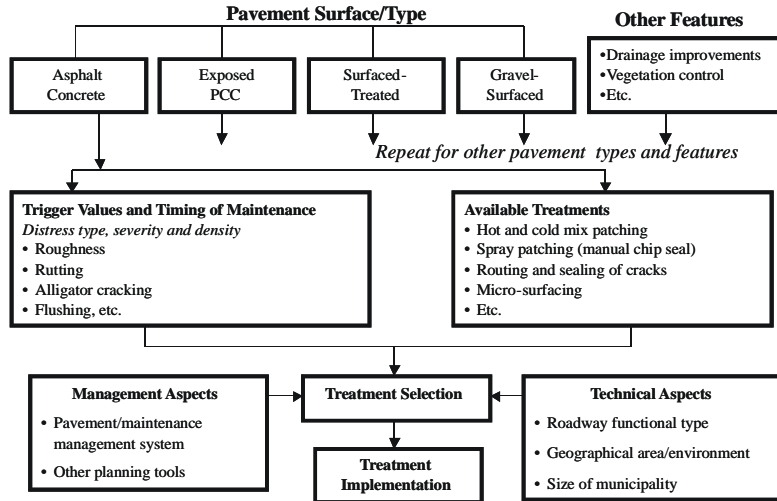 Pavement Surface/Type
Other Features
Asphalt
Concrete
Exposed
PCC
Surfaced-
Treated
Gravel-
Surfaced
•Drainage improvements
•Vegetation control
•Etc.
Repeat for other pavement types and features
Trigger Values and Timing of Maintenance
Distress type, severity and density
• Roughness
• Rutting
• Alligator cracking
• Flushing, etc.
Available Treatments
• Hot and cold mix patching
• Spray patching (manual chip seal)
• Routing and sealing of cracks
• Micro-surfacing
• Etc.
Management Aspects
• Pavement/maintenance
management system
• Other planning tools
Treatment Selection
Treatment
Implementation
Technical Aspects
• Roadway functional type
• Geographical area/environment
• Size of municipality